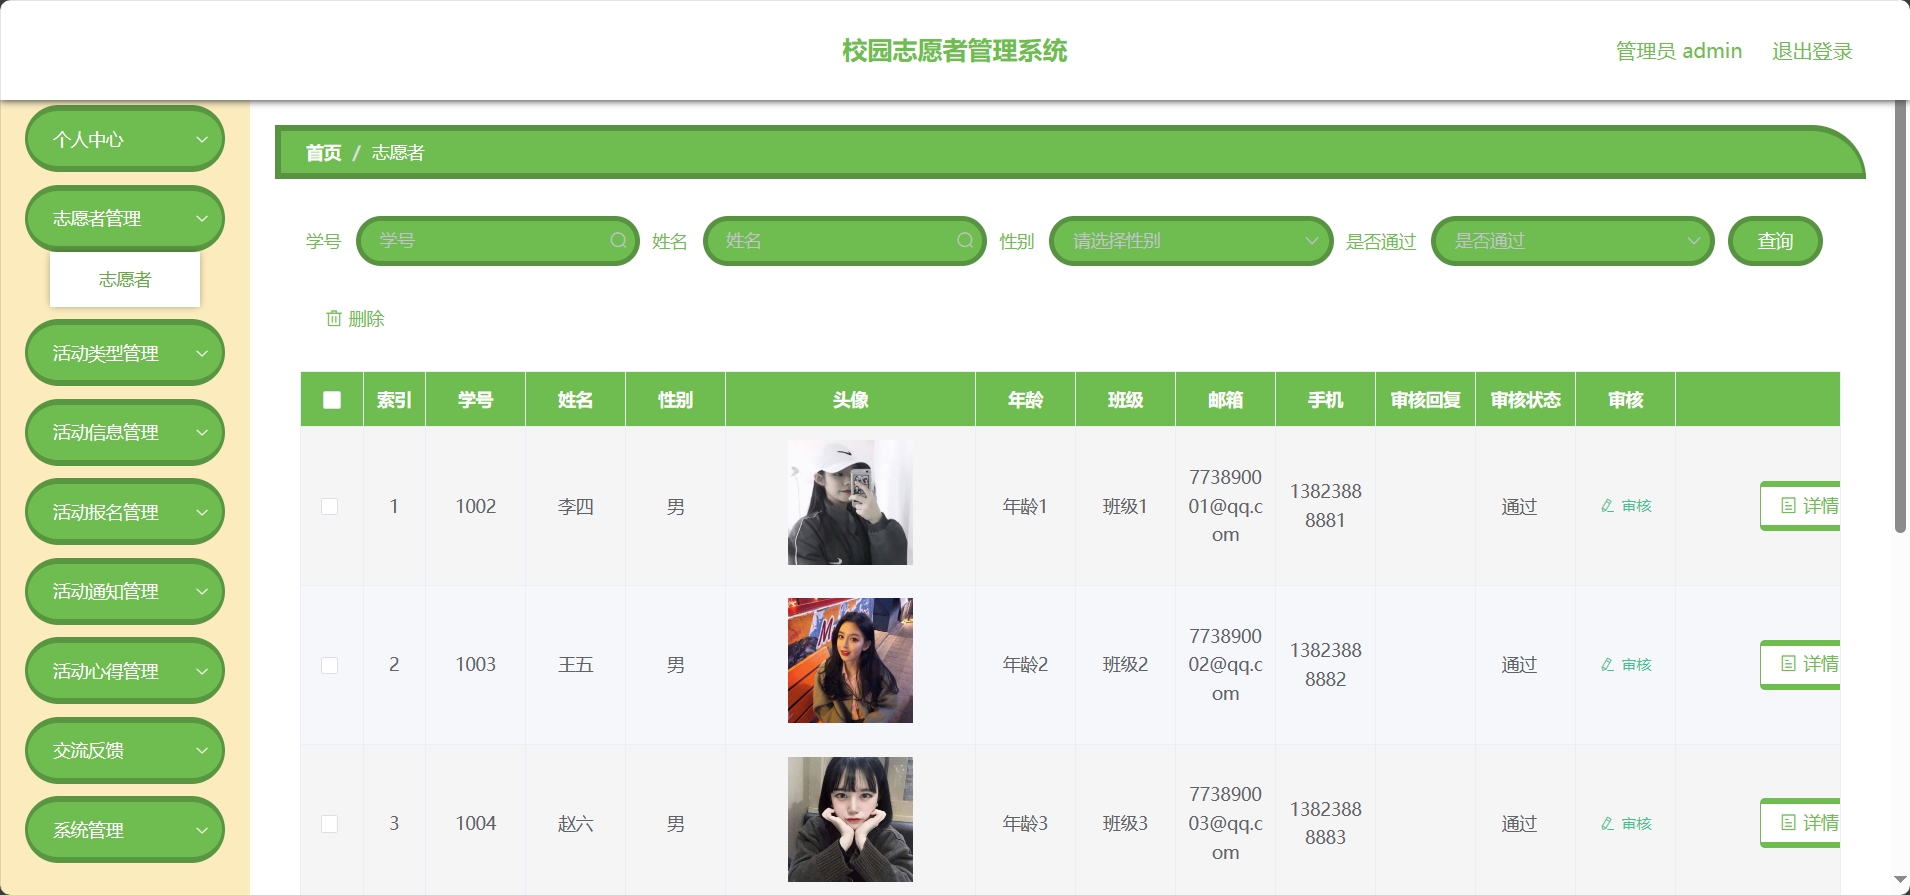 校园志愿者管理系统
管理员 admin 退出登录
个人中心
志愿者管理
志愿者
活动类型管理
活动信息管理
活动报名管理
活动通知管理
活动心得管理
交流反馈
系统管理
首页 / 志愿者
学号 学号 姓名 姓名 性别 请选择性别 是否通过 是否通过 查询
删除
索引 学号 姓名 性别 头像 年龄 班级 邮箱 手机 审核回复 审核状态 审核
1 1002 李四 男 年龄1 班级1 773890001@qq.com 13823888881 通过 审核 详情
2 1003 王五 男 年龄2 班级2 773890002@qq.com 13823888882 通过 审核 详情
3 1004 赵六 男 年龄3 班级3 773890003@qq.com 13823888883 通过 审核 详情